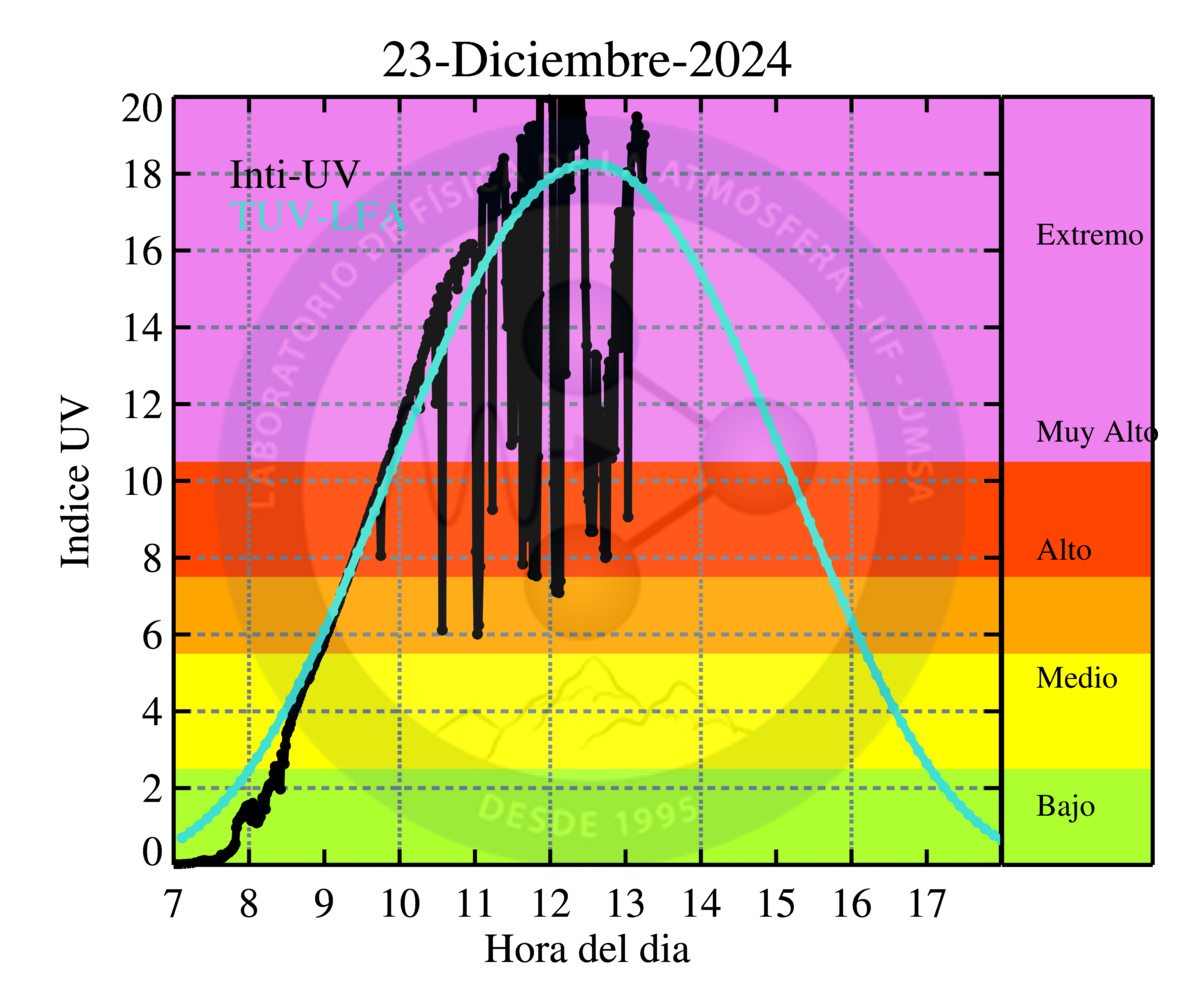 23-Diciembre-2024
Indice UV
20
18
16
14
12
10
8
6
4
2
0
Inti-UV
TUV-LFA
LABORATORIO DE FÍSICA DE LA ATMÓSFERA - IIF - UMSA
DESDE 1995
Extremo
Muy Alto
Alto
Medio
Bajo
7 8 9 10 11 12 13 14 15 16 17
Hora del dia